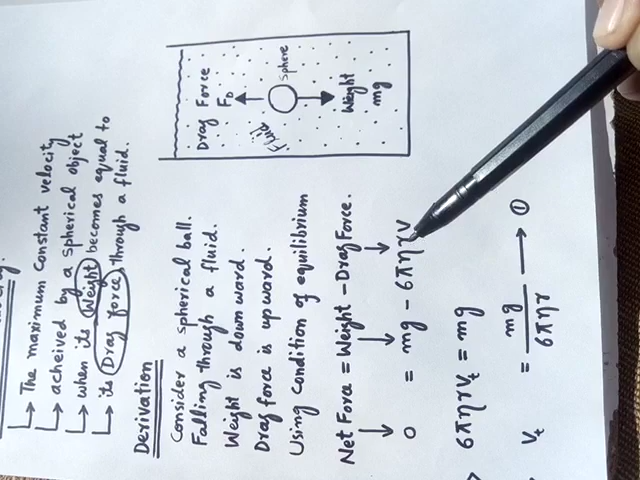 The maximum constant velocity
acheived by a spherical object
when its Weight becomes equal to
its Drag force, through a fluid.
Derivation
Consider a spherical ball.
Falling through a fluid.
Weight is downward.
Drag force is upward.
Using Condition of equilibrium
Net Force = Weight - Drag Force.
0 = mg - 6πηrv
6πηrVt = mg
Vt = mg / 6πηr → ①
Drag Force
FD
Sphere
Fluid
Weight
mg